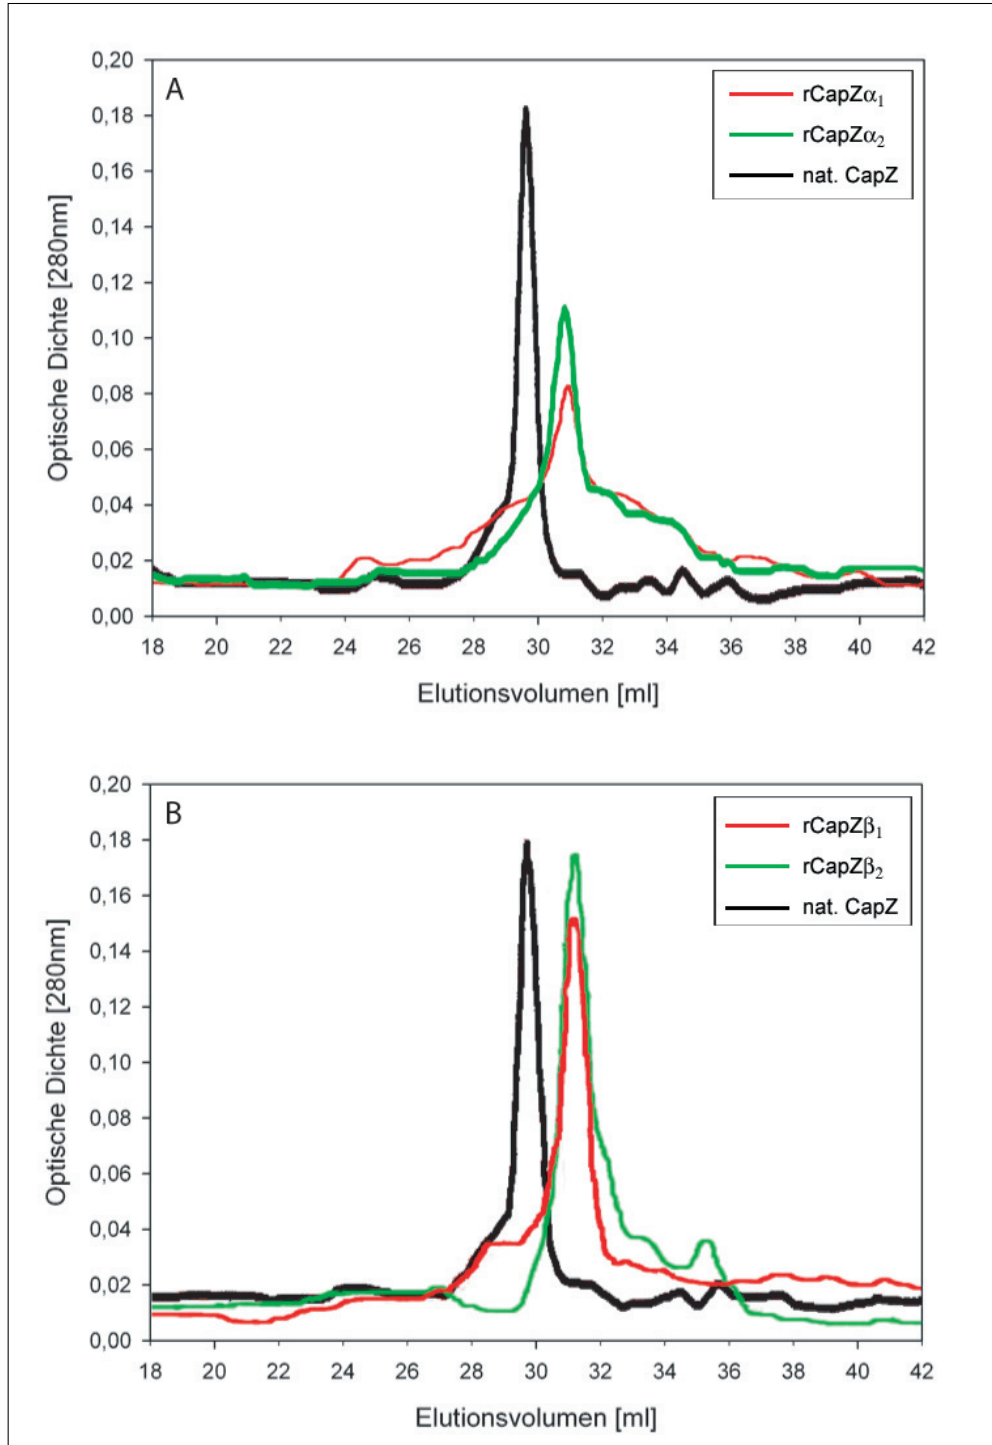 A
0,20
0,18
0,16
0,14
0,12
0,10
0,08
0,06
0,04
0,02
0,00
Optische Dichte [280nm]
rCapZα₁
rCapZα₂
nat. CapZ
18 20 22 24 26 28 30 32 34 36 38 40 42
Elutionsvolumen [ml]
B
0,20
0,18
0,16
0,14
0,12
0,10
0,08
0,06
0,04
0,02
0,00
Optische Dichte [280nm]
rCapZβ₁
rCapZβ₂
nat. CapZ
18 20 22 24 26 28 30 32 34 36 38 40 42
Elutionsvolumen [ml]